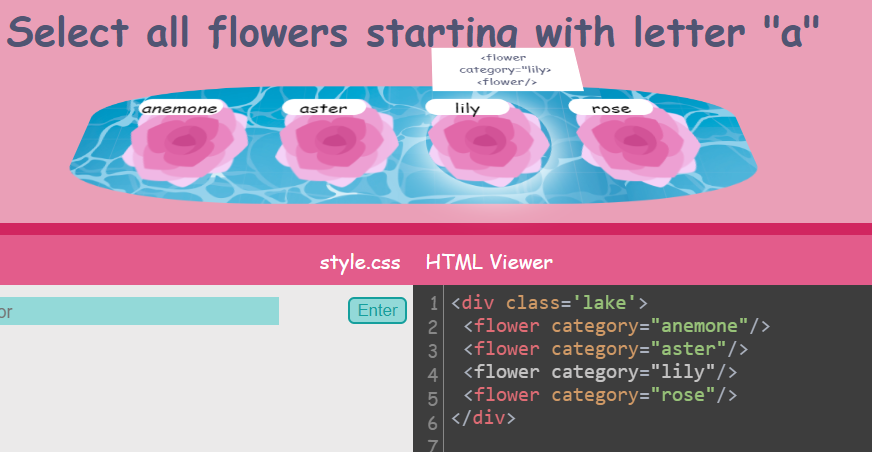 Select all flowers starting with letter "a"
<flower
category="lily>
<flower/>
anemone aster lily rose
style.css HTML Viewer
or
Enter
1 <div class='lake'>
2 <flower category="anemone"/>
3 <flower category="aster"/>
4 <flower category="lily"/>
5 <flower category="rose"/>
6 </div>
7